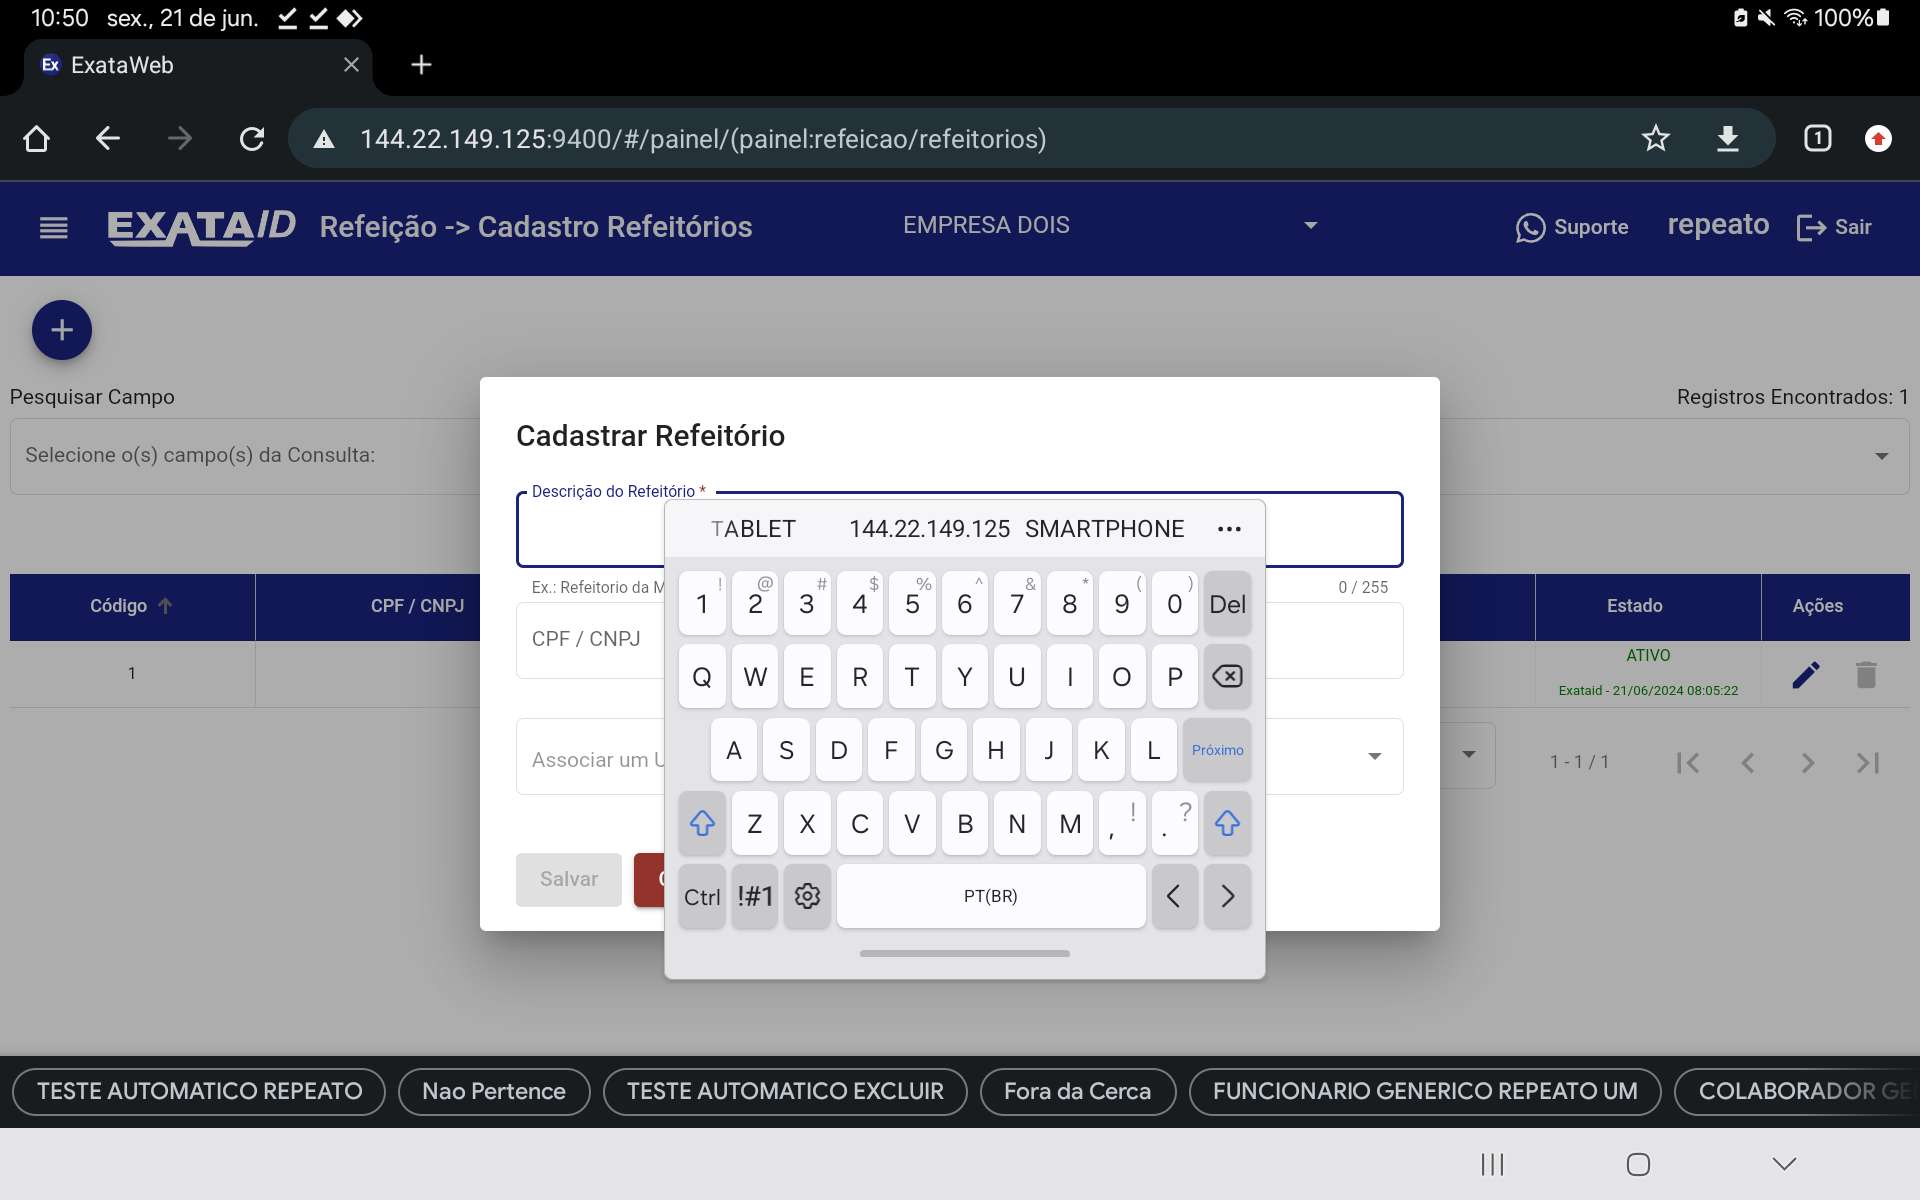 10:50 sex., 21 de jun. 100%
Ex ExataWeb
144.22.149.125:9400/#/painel/(painel:refeicao/refeitorios) 1
EXATAID Refeição -> Cadastro Refeitórios EMPRESA DOIS Suporte repeato Sair
Pesquisar Campo Registros Encontrados: 1
Selecione o(s) campo(s) da Consulta:
Cadastrar Refeitório
Descrição do Refeitório *
TABLET 144.22.149.125 SMARTPHONE
Ex.: Refeitorio da 0 / 255
Código CPF / CNPJ Estado Ações
CPF / CNPJ
1 ATIVO
Exataid - 21/06/2024 08:05:22
Associar um
1 - 1 / 1
Salvar
! @ # $ % ^ & * ( )
1 2 3 4 5 6 7 8 9 0 Del
Q W E R T Y U I O P
A S D F G H J K L Próximo
! ?
Z X C V B N M , .
Ctrl !#1 PT(BR) < >
TESTE AUTOMATICO REPEATO Nao Pertence TESTE AUTOMATICO EXCLUIR Fora da Cerca FUNCIONARIO GENERICO REPEATO UM COLABORADOR